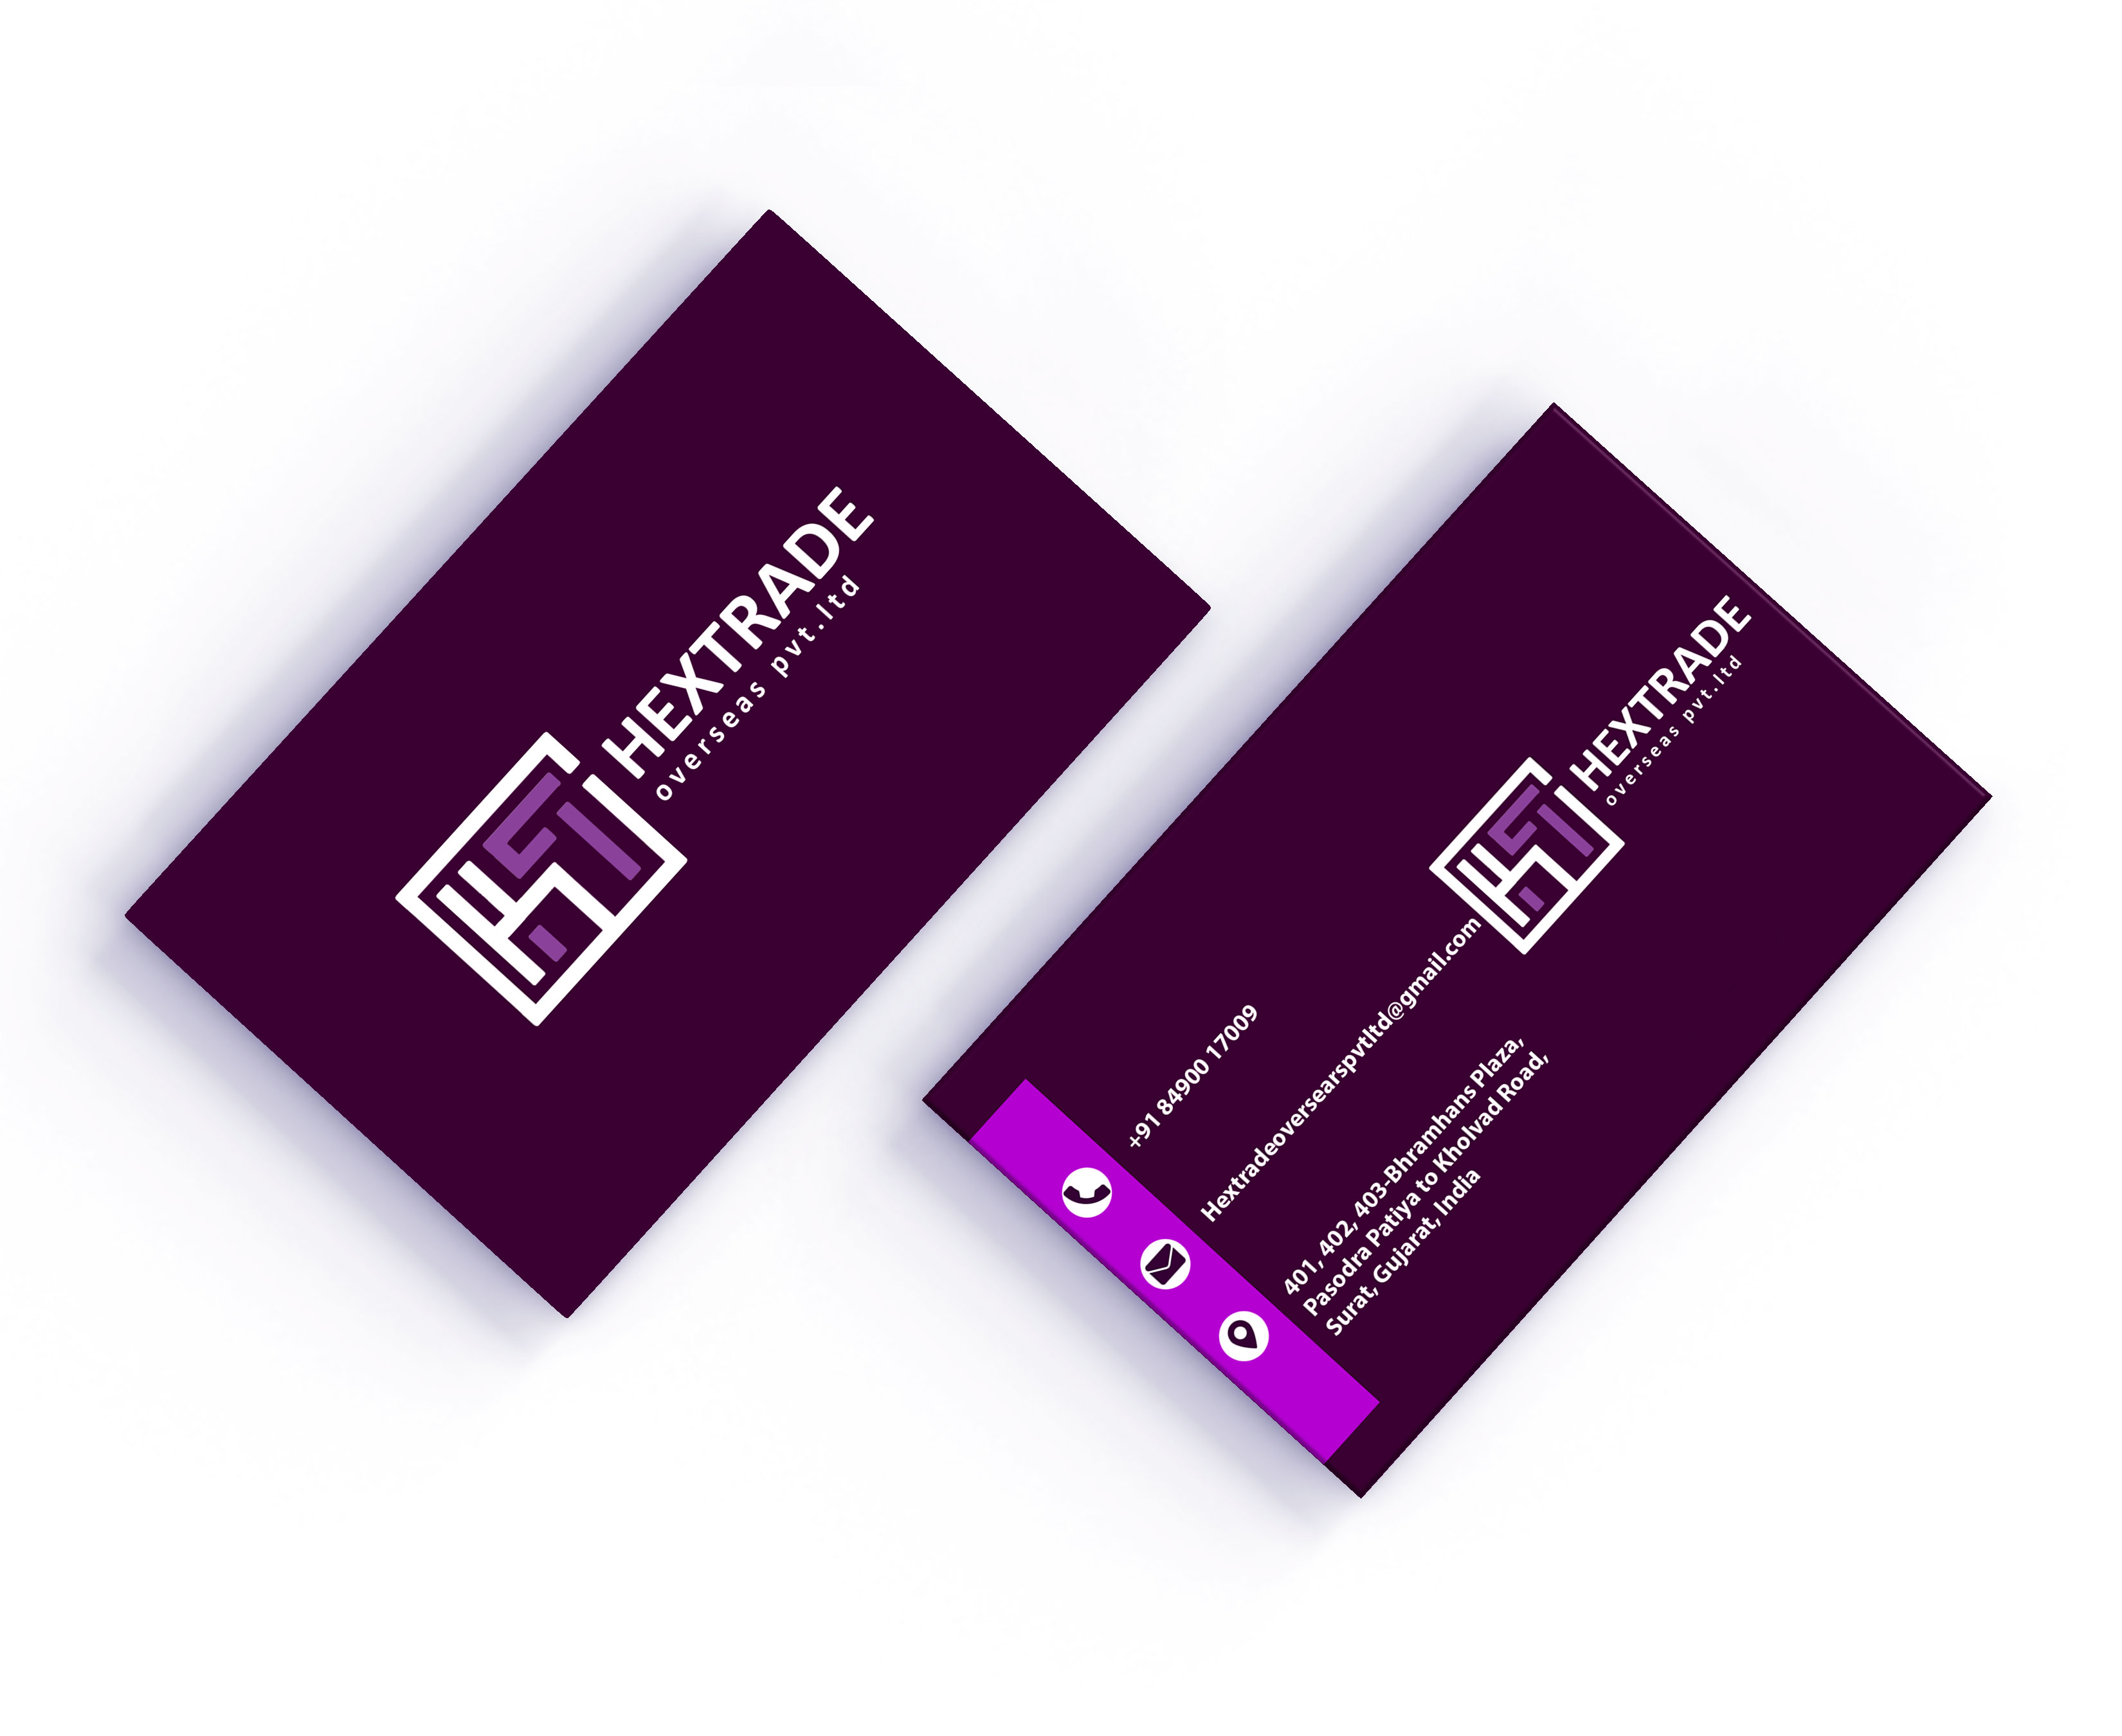 HEXTRADE
overseas pvt.ltd
HEXTRADE
overseas pvt.ltd
+91 84900 17009
Hextradeoversearspvtltd@gmail.com
401, 402, 403-Bhramhans Plaza,
Pasodra Patiya to Kholvad Road,
Surat, Gujarat, India